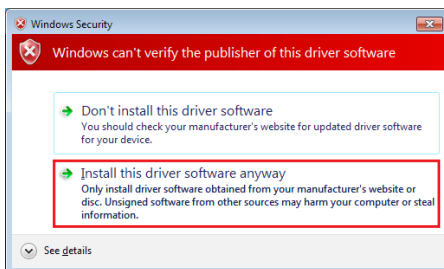 Windows Security
Windows can't verify the publisher of this driver software
Don't install this driver software
You should check your manufacturer's website for updated driver software
for your device.
Install this driver software anyway
Only install driver software obtained from your manufacturer's website or
disc. Unsigned software from other sources may harm your computer or steal
information.
See details